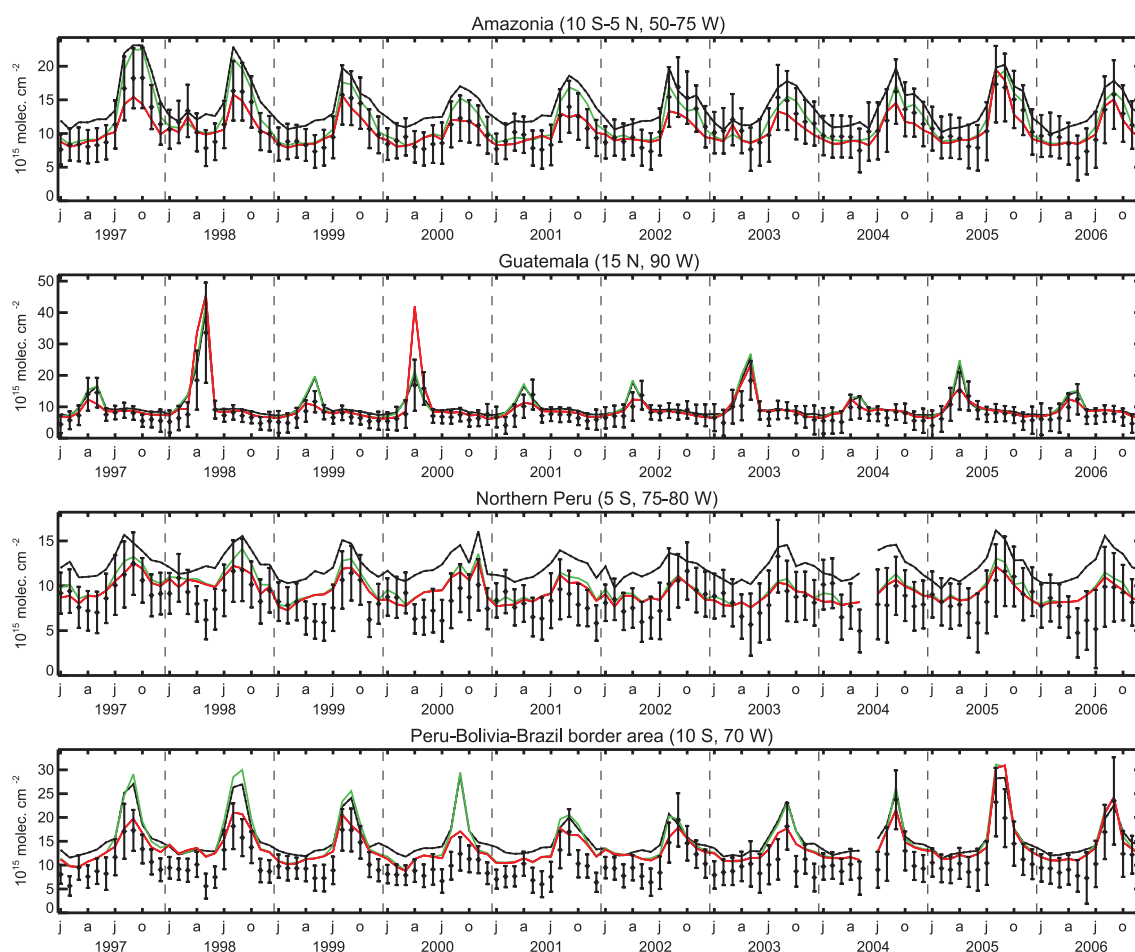 Amazonia (10 S-5 N, 50-75 W)
10¹⁵ molec. cm⁻²
20
15
10
5
0
j a j o j a j o j a j o j a j o j a j o j a j o j a j o j a j o j a j o j a j o
1997 1998 1999 2000 2001 2002 2003 2004 2005 2006
Guatemala (15 N, 90 W)
10¹⁵ molec. cm⁻²
50
40
30
20
10
0
j a j o j a j o j a j o j a j o j a j o j a j o j a j o j a j o j a j o j a j o
1997 1998 1999 2000 2001 2002 2003 2004 2005 2006
Northern Peru (5 S, 75-80 W)
10¹⁵ molec. cm⁻²
15
10
5
0
j a j o j a j o j a j o j a j o j a j o j a j o j a j o j a j o j a j o j a j o
1997 1998 1999 2000 2001 2002 2003 2004 2005 2006
Peru-Bolivia-Brazil border area (10 S, 70 W)
10¹⁵ molec. cm⁻²
30
25
20
15
10
5
0
j a j o j a j o j a j o j a j o j a j o j a j o j a j o j a j o j a j o j a j o
1997 1998 1999 2000 2001 2002 2003 2004 2005 2006